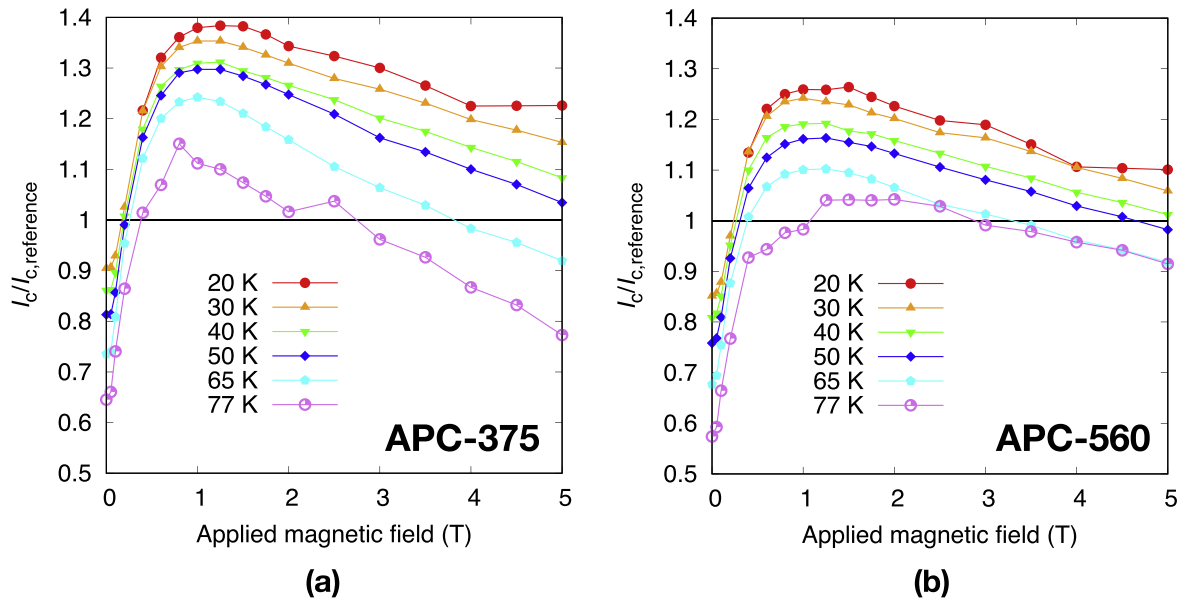 1.4
1.3
1.2
1.1
1
0.9
0.8
0.7
0.6
0.5
Ic/Ic,reference
20 K
30 K
40 K
50 K
65 K
77 K
APC-375
0 1 2 3 4 5
Applied magnetic field (T)
(a)
1.4
1.3
1.2
1.1
1
0.9
0.8
0.7
0.6
0.5
Ic/Ic,reference
20 K
30 K
40 K
50 K
65 K
77 K
APC-560
0 1 2 3 4 5
Applied magnetic field (T)
(b)